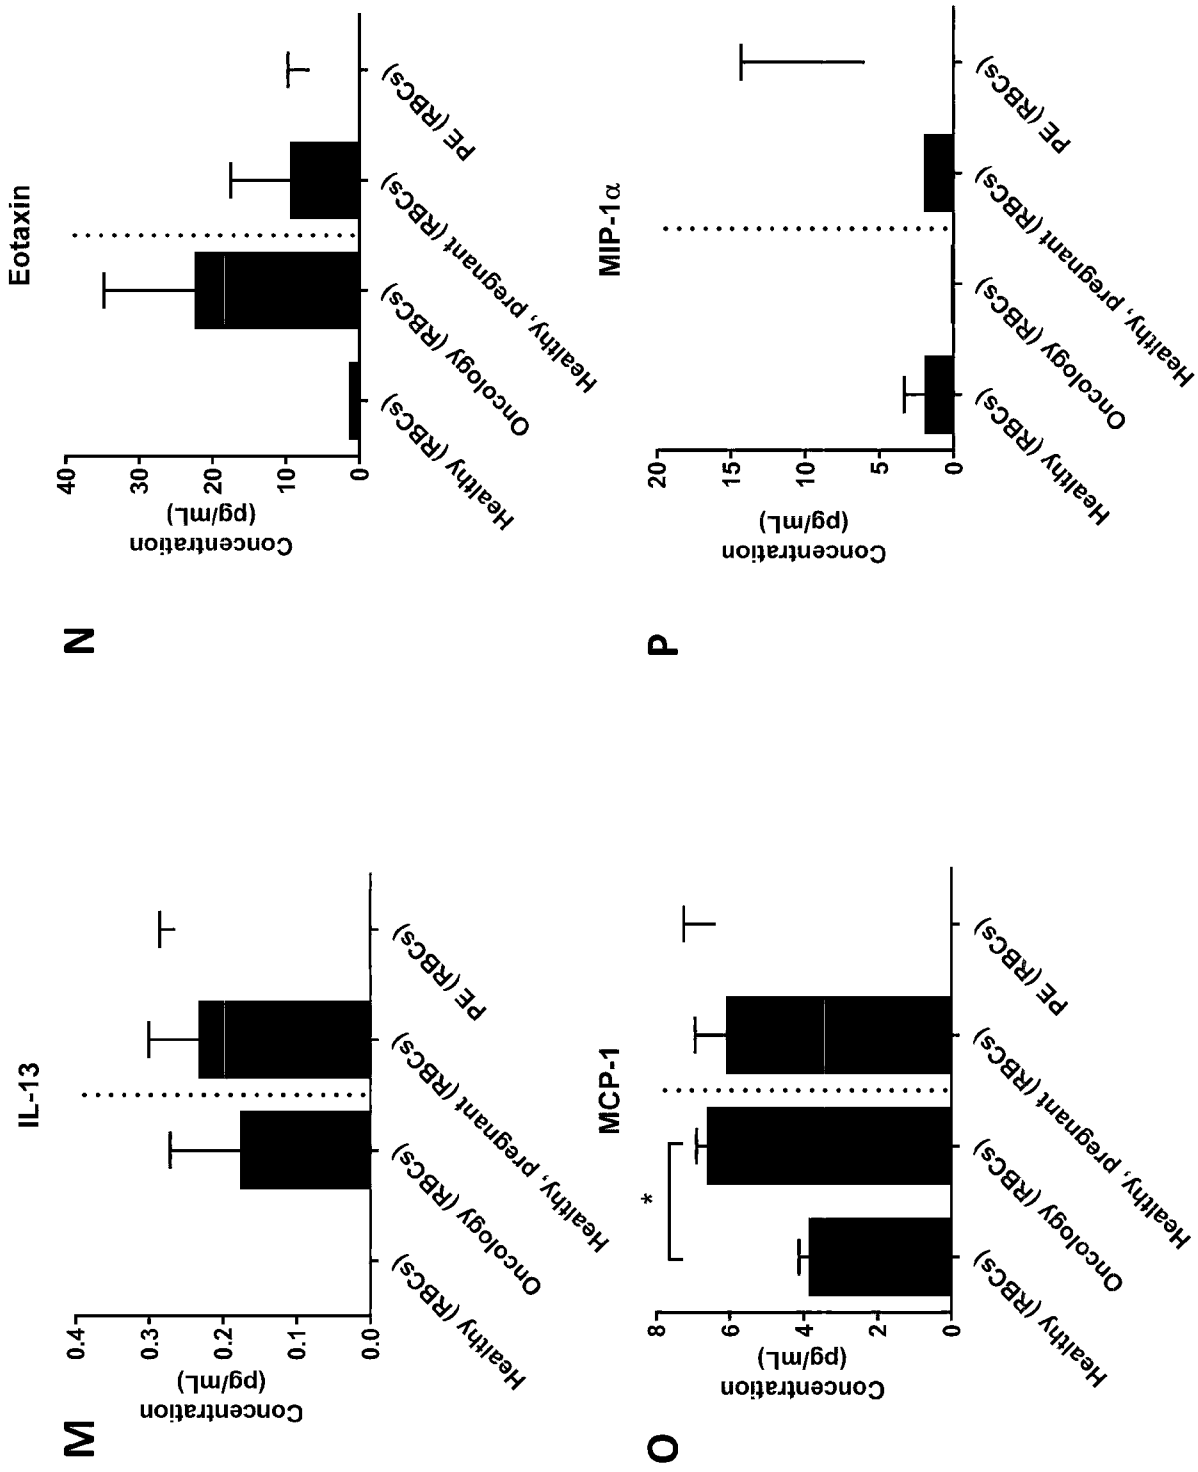 M
IL-13
Concentration
(pg/mL)
0.4
0.3
0.2
0.1
0.0
Healthy (RBCs)
Oncology (RBCs)
Healthy, pregnant (RBCs)
PE (RBCs)
N
Eotaxin
Concentration
(pg/mL)
40
30
20
10
0
Healthy (RBCs)
Oncology (RBCs)
Healthy, pregnant (RBCs)
PE (RBCs)
O
MCP-1
Concentration
(pg/mL)
8
6
4
2
0
*
Healthy (RBCs)
Oncology (RBCs)
Healthy, pregnant (RBCs)
PE (RBCs)
P
MIP-1α
Concentration
(pg/mL)
20
15
10
5
0
Healthy (RBCs)
Oncology (RBCs)
Healthy, pregnant (RBCs)
PE (RBCs)